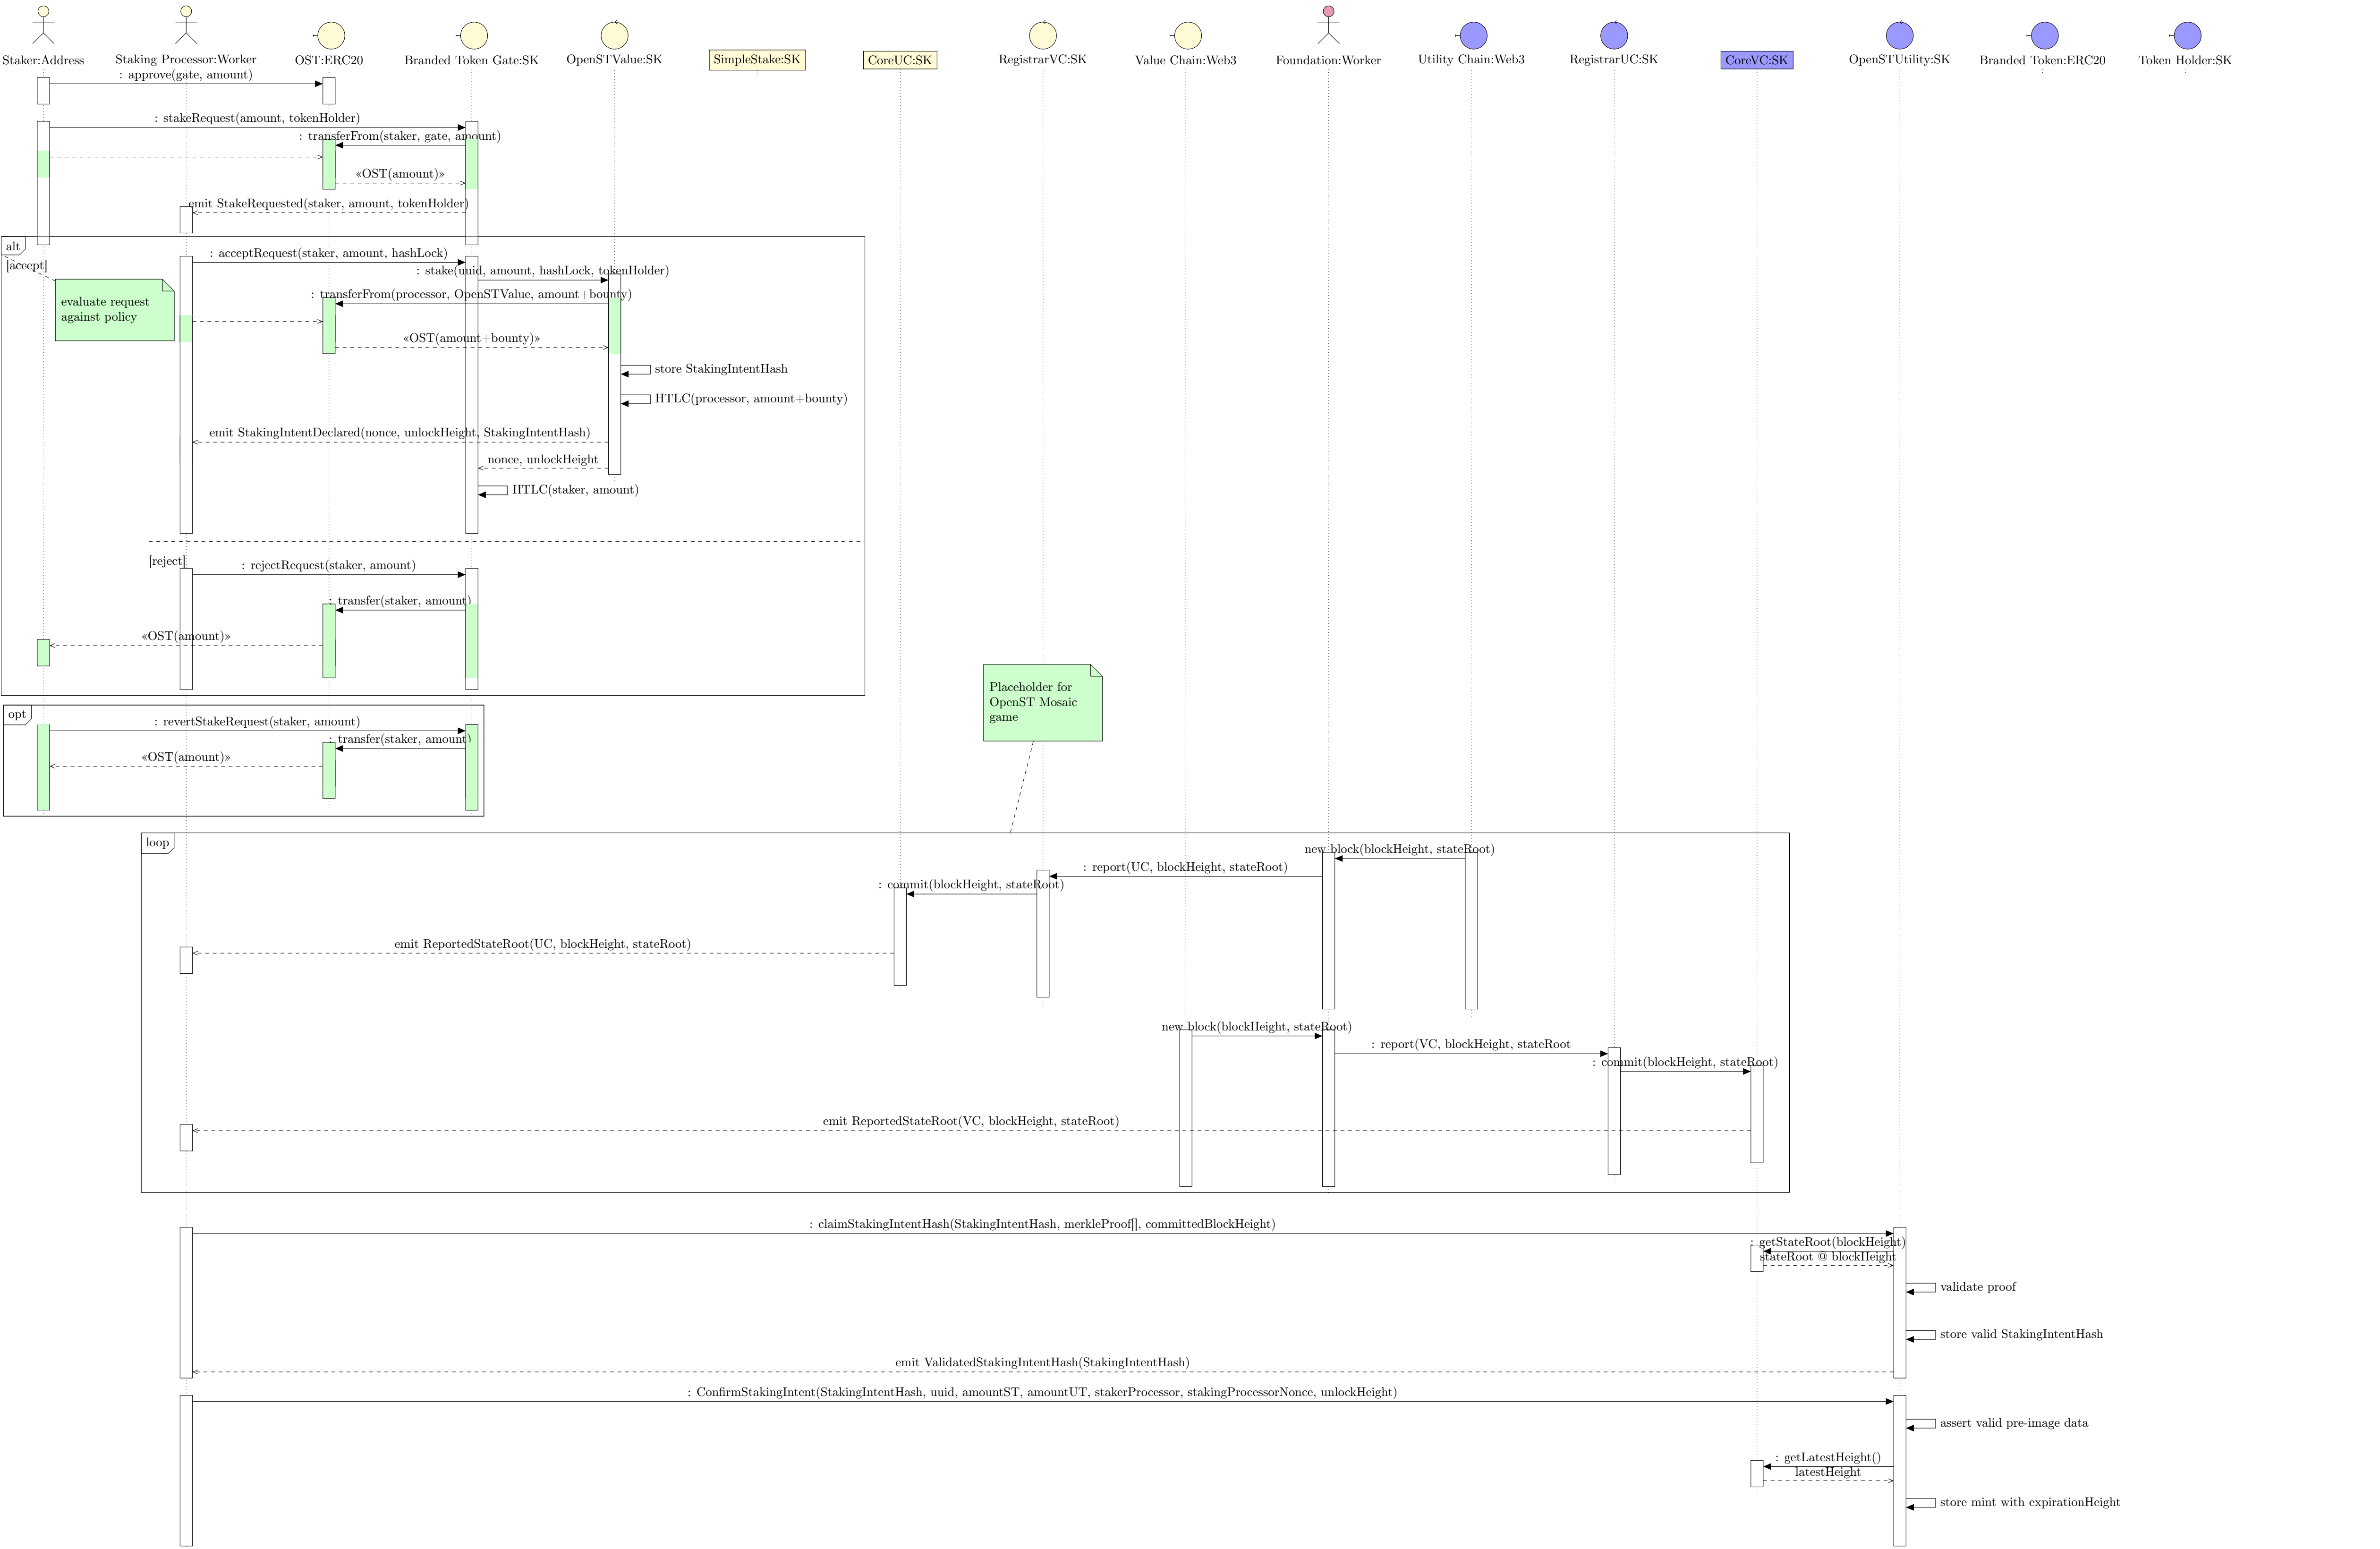 Staker:Address
Staking Processor:Worker
OST:ERC20
Branded Token Gate:SK
OpenSTValue:SK
SimpleStake:SK
CoreUC:SK
RegistrarVC:SK
Value Chain:Web3
Foundation:Worker
Utility Chain:Web3
RegistrarUC:SK
CoreVC:SK
OpenSTUtility:SK
Branded Token:ERC20
Token Holder:SK
: approve(gate, amount)
: stakeRequest(amount, tokenHolder)
: transferFrom(staker, gate, amount)
«OST(amount)»
emit StakeRequested(staker, amount, tokenHolder)
alt
[accept]
: acceptRequest(staker, amount, hashLock)
: stake(uuid, amount, hashLock, tokenHolder)
evaluate request
against policy
: transferFrom(processor, OpenSTValue, amount+bounty)
«OST(amount+bounty)»
store StakingIntentHash
HTLC(processor, amount+bounty)
emit StakingIntentDeclared(nonce, unlockHeight, StakingIntentHash)
nonce, unlockHeight
HTLC(staker, amount)
[reject]
: rejectRequest(staker, amount)
: transfer(staker, amount)
«OST(amount)»
Placeholder for
OpenST Mosaic
game
opt
: revertStakeRequest(staker, amount)
: transfer(staker, amount)
«OST(amount)»
loop
new block(blockHeight, stateRoot)
: report(UC, blockHeight, stateRoot)
: commit(blockHeight, stateRoot)
emit ReportedStateRoot(UC, blockHeight, stateRoot)
new block(blockHeight, stateRoot)
: report(VC, blockHeight, stateRoot
: commit(blockHeight, stateRoot)
emit ReportedStateRoot(VC, blockHeight, stateRoot)
: claimStakingIntentHash(StakingIntentHash, merkleProof[], committedBlockHeight)
: getStateRoot(blockHeight)
stateRoot @ blockHeight
validate proof
store valid StakingIntentHash
emit ValidatedStakingIntentHash(StakingIntentHash)
: ConfirmStakingIntent(StakingIntentHash, uuid, amountST, amountUT, stakerProcessor, stakingProcessorNonce, unlockHeight)
assert valid pre-image data
: getLatestHeight()
latestHeight
store mint with expirationHeight